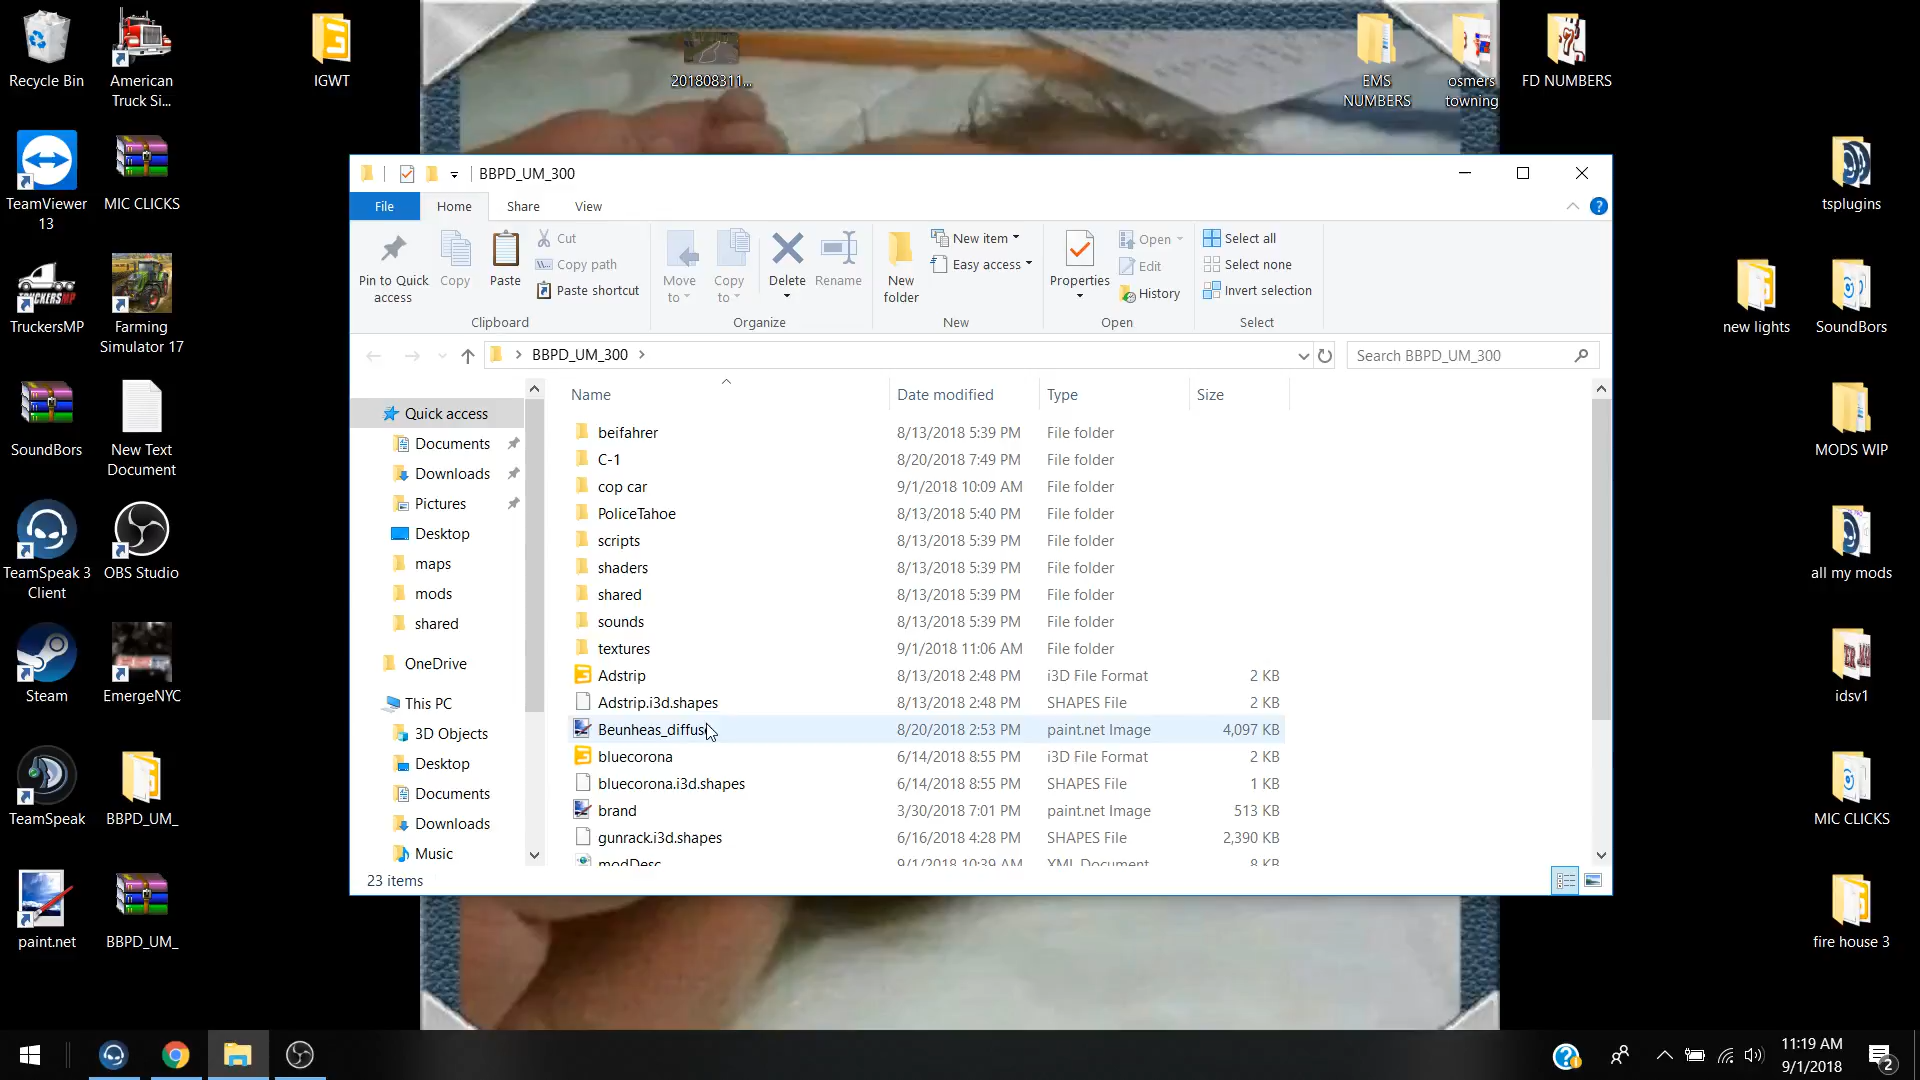 Recycle Bin
American
Truck Si...
IGWT
201808311...
EMS
NUMBERS
osmers
towning
FD NUMBERS
TeamViewer
13
MIC CLICKS
tsplugins
TruckersMP
Farming
Simulator 17
new lights
SoundBors
SoundBors
New Text
Document
MODS WIP
TeamSpeak 3
Client
OBS Studio
all my mods
Steam
EmergeNYC
idsv1
TeamSpeak
BBPD_UM_
MIC CLICKS
paint.net
BBPD_UM_
fire house 3
BBPD_UM_300
File
Home
Share
View
Pin to Quick
access
Copy
Paste
Cut
Copy path
Paste shortcut
Clipboard
Move
to
Copy
to
Delete
Rename
Organize
New
folder
New item
Easy access
New
Properties
Open
Edit
History
Open
Select all
Select none
Invert selection
Select
BBPD_UM_300
Search BBPD_UM_300
Quick access
Documents
Downloads
Pictures
Desktop
maps
mods
shared
OneDrive
This PC
3D Objects
Desktop
Documents
Downloads
Music
Name Date modified Type Size
beifahrer 8/13/2018 5:39 PM File folder
C-1 8/20/2018 7:49 PM File folder
cop car 9/1/2018 10:09 AM File folder
PoliceTahoe 8/13/2018 5:40 PM File folder
scripts 8/13/2018 5:39 PM File folder
shaders 8/13/2018 5:39 PM File folder
shared 8/13/2018 5:39 PM File folder
sounds 8/13/2018 5:39 PM File folder
textures 9/1/2018 11:06 AM File folder
Adstrip 8/13/2018 2:48 PM i3D File Format 2 KB
Adstrip.i3d.shapes 8/13/2018 2:48 PM SHAPES File 2 KB
Beunheas_diffuse 8/20/2018 2:53 PM paint.net Image 4,097 KB
bluecorona 6/14/2018 8:55 PM i3D File Format 2 KB
bluecorona.i3d.shapes 6/14/2018 8:55 PM SHAPES File 1 KB
brand 3/30/2018 7:01 PM paint.net Image 513 KB
gunrack.i3d.shapes 6/16/2018 4:28 PM SHAPES File 2,390 KB
modDesc 9/1/2018 10:39 AM XML Document 8 KB
23 items
11:19 AM
9/1/2018
2